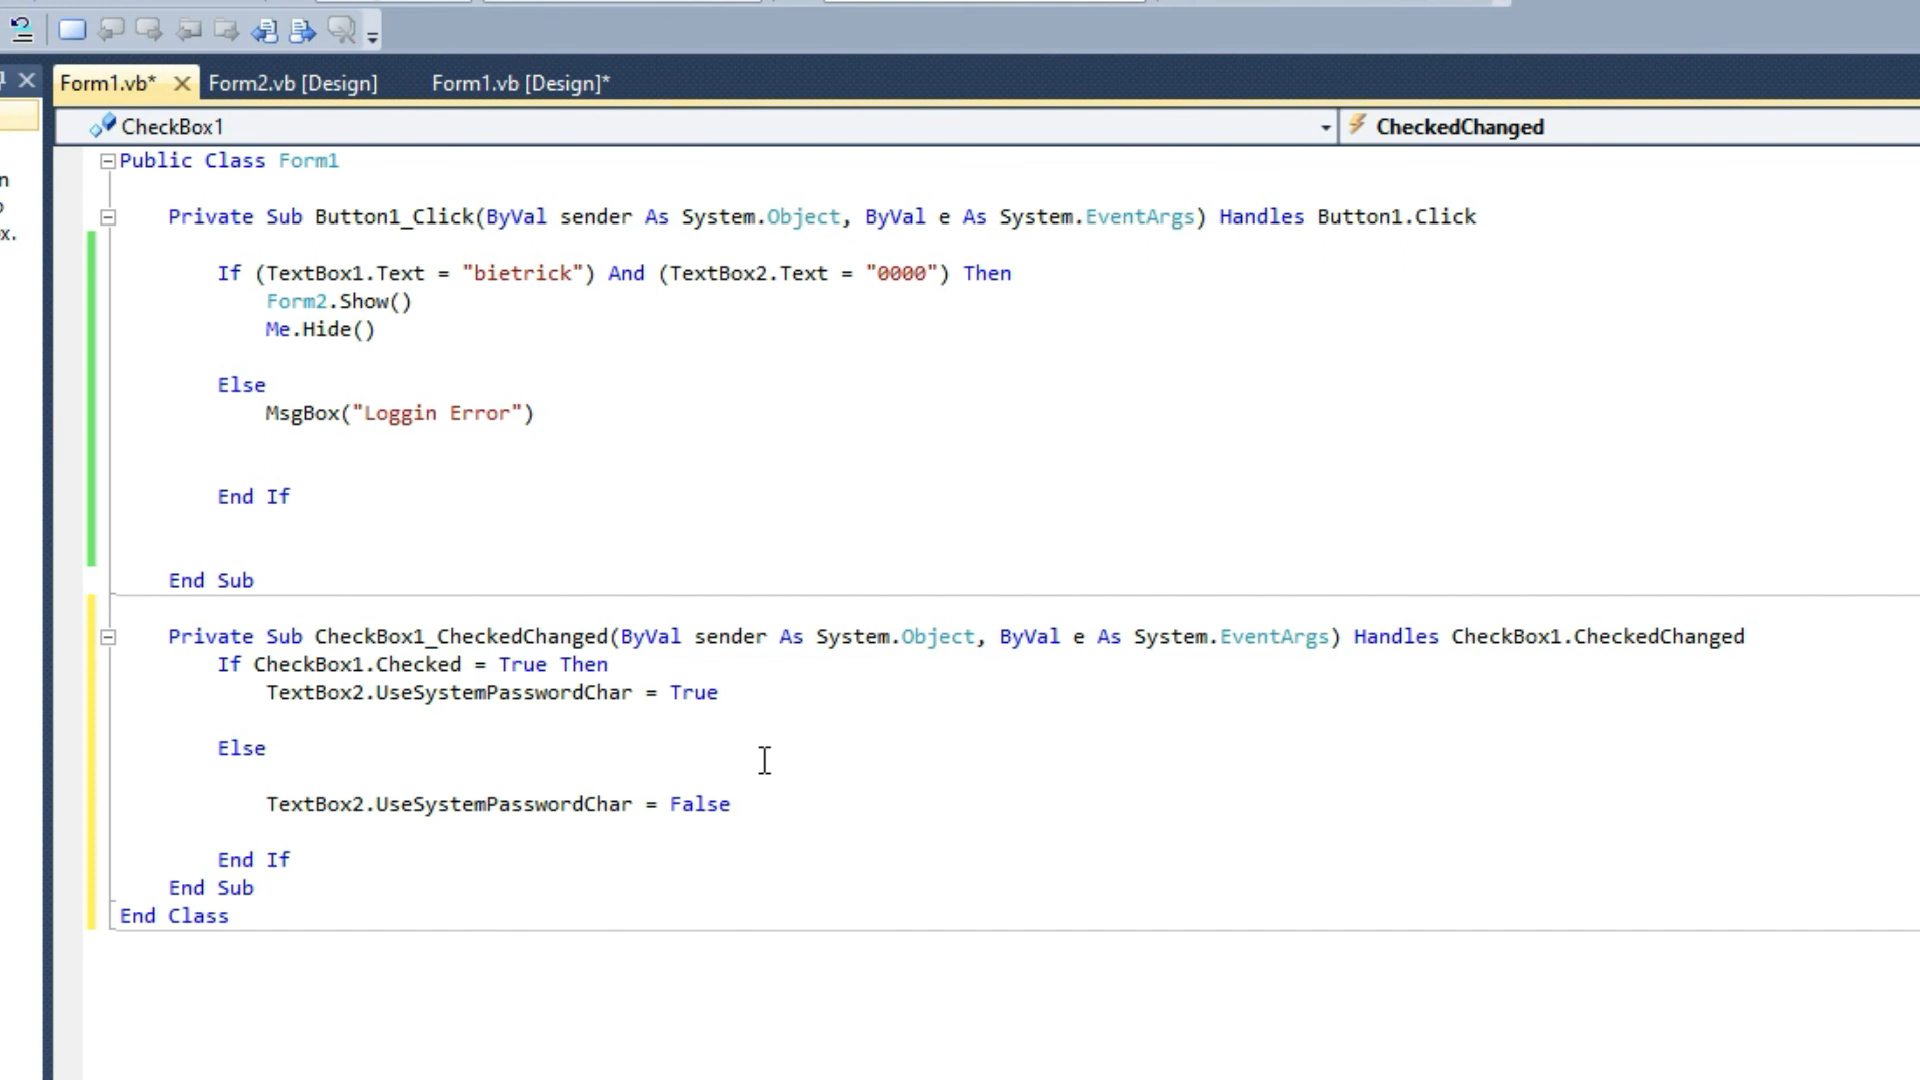 Form1.vb*
Form2.vb [Design]
Form1.vb [Design]*
CheckBox1
CheckedChanged
n
x.
Public Class Form1
Private Sub Button1_Click(ByVal sender As System.Object, ByVal e As System.EventArgs) Handles Button1.Click
If (TextBox1.Text = "bietrick") And (TextBox2.Text = "0000") Then
Form2.Show()
Me.Hide()
Else
MsgBox("Loggin Error")
End If
End Sub
Private Sub CheckBox1_CheckedChanged(ByVal sender As System.Object, ByVal e As System.EventArgs) Handles CheckBox1.CheckedChanged
If CheckBox1.Checked = True Then
TextBox2.UseSystemPasswordChar = True
Else
TextBox2.UseSystemPasswordChar = False
End If
End Sub
End Class